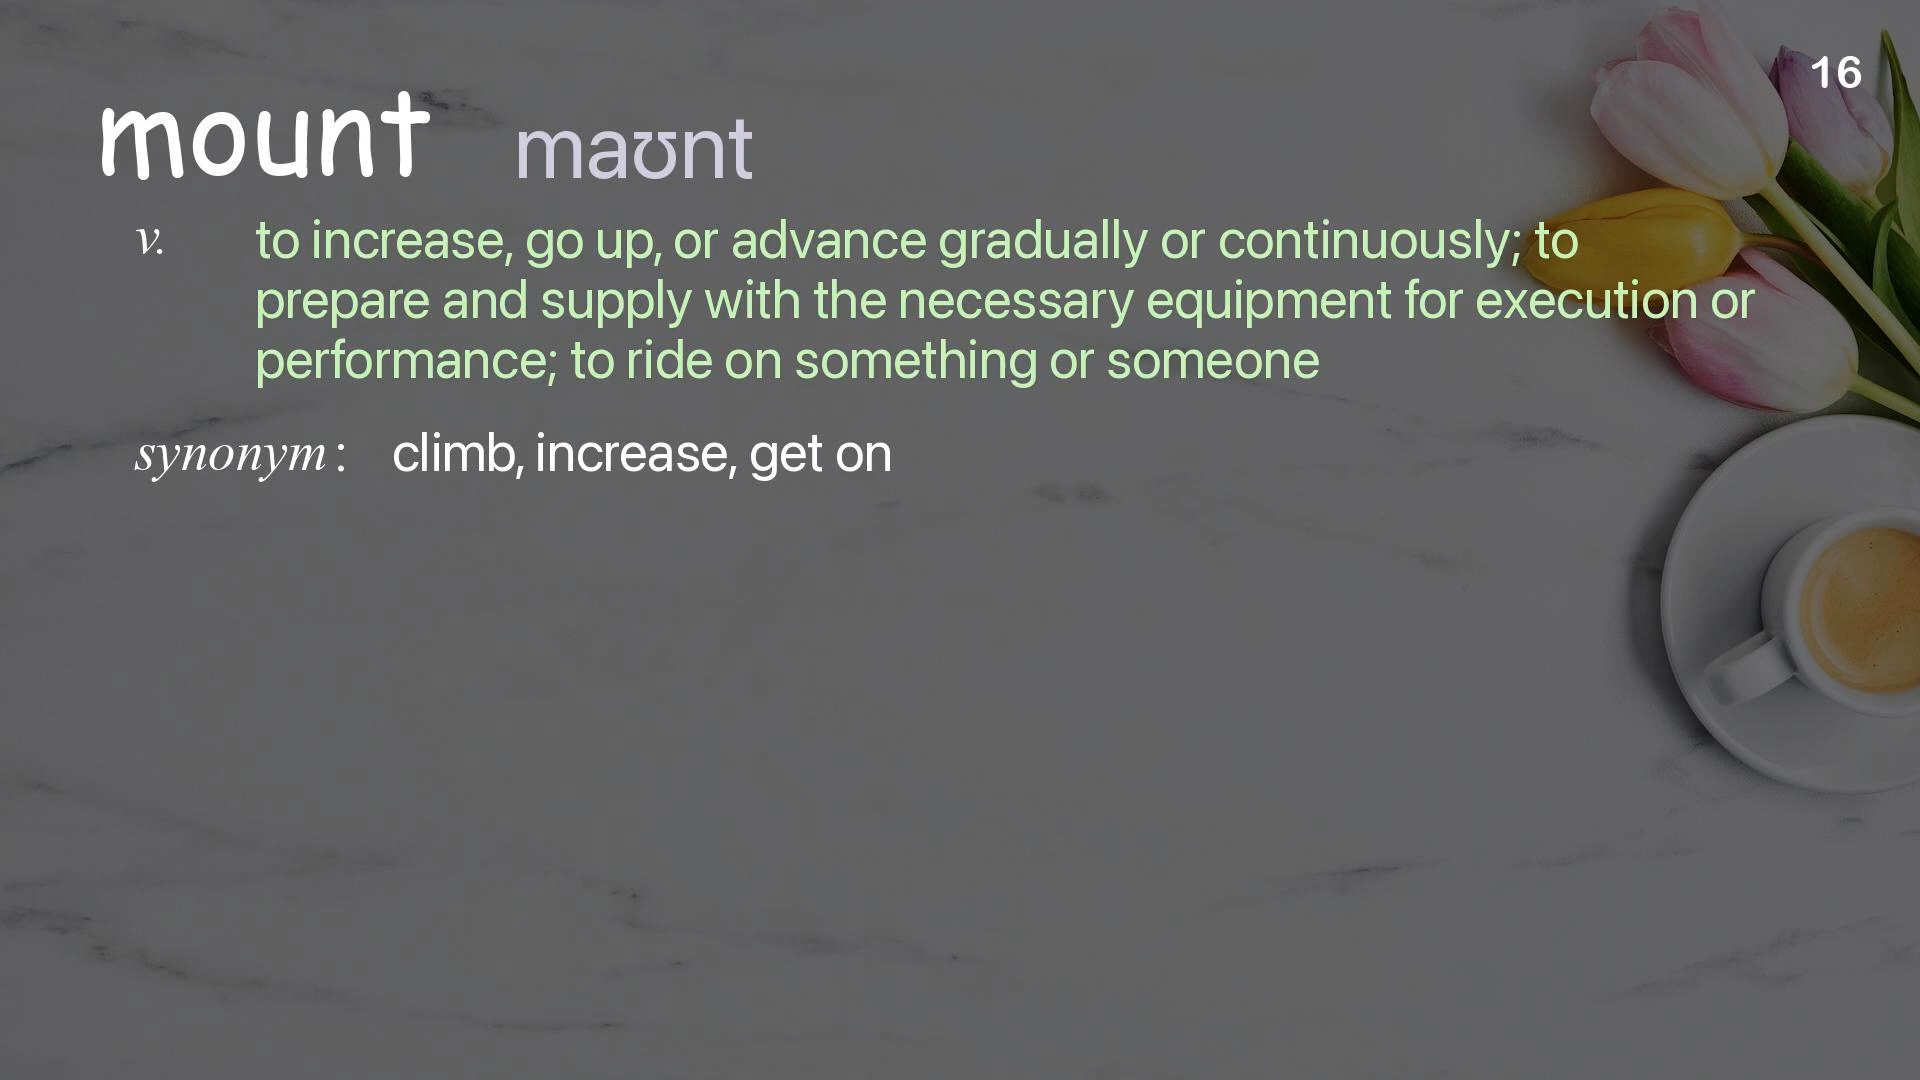 16
mount maʊnt
v. to increase, go up, or advance gradually or continuously; to
prepare and supply with the necessary equipment for execution or
performance; to ride on something or someone
synonym : climb, increase, get on